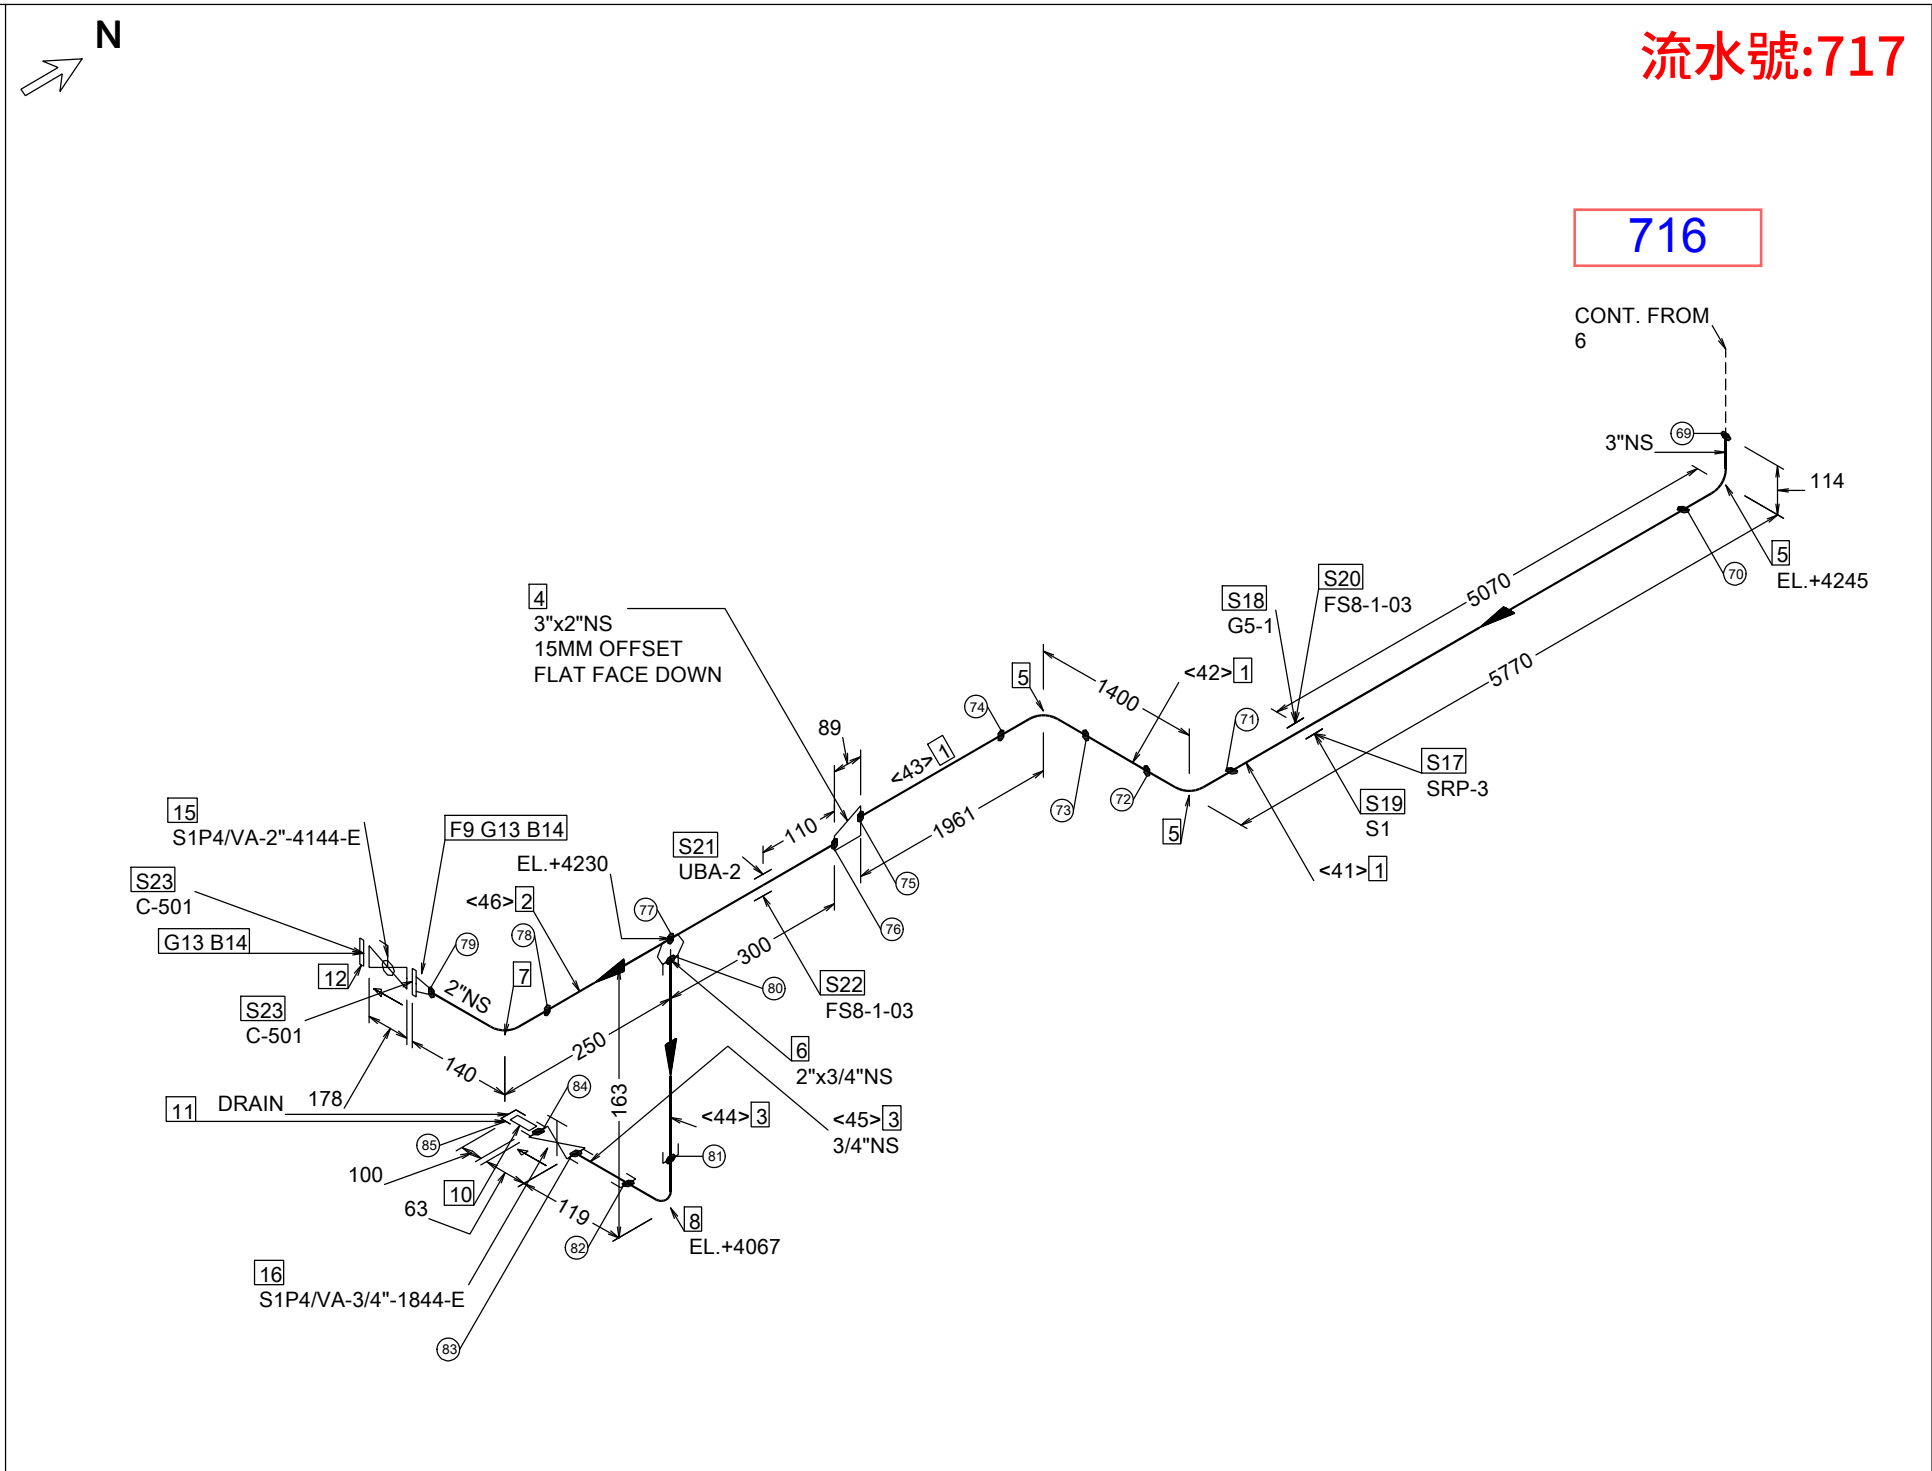 N
流水號:717
716
CONT. FROM
6
3"NS
69
114
5
EL.+4245
70
5070
5770
S20
FS8-1-03
S18
G5-1
4
3"x2"NS
15MM OFFSET
FLAT FACE DOWN
5
1400
<42>1
74
71
89
<43>1
S17
SRP-3
S19
S1
73
72
5
<41>1
1961
15
S1P4/VA-2"-4144-E
F9 G13 B14
110
S21
UBA-2
EL.+4230
75
S23
C-501
<46>2
77
76
G13 B14
79
78
300
12
7
2"NS
80
S22
FS8-1-03
S23
C-501
250
6
2"x3/4"NS
140
84
163
178
DRAIN
11
<44>3
<45>3
3/4"NS
85
81
100
10
63
119
8
EL.+4067
82
16
S1P4/VA-3/4"-1844-E
83